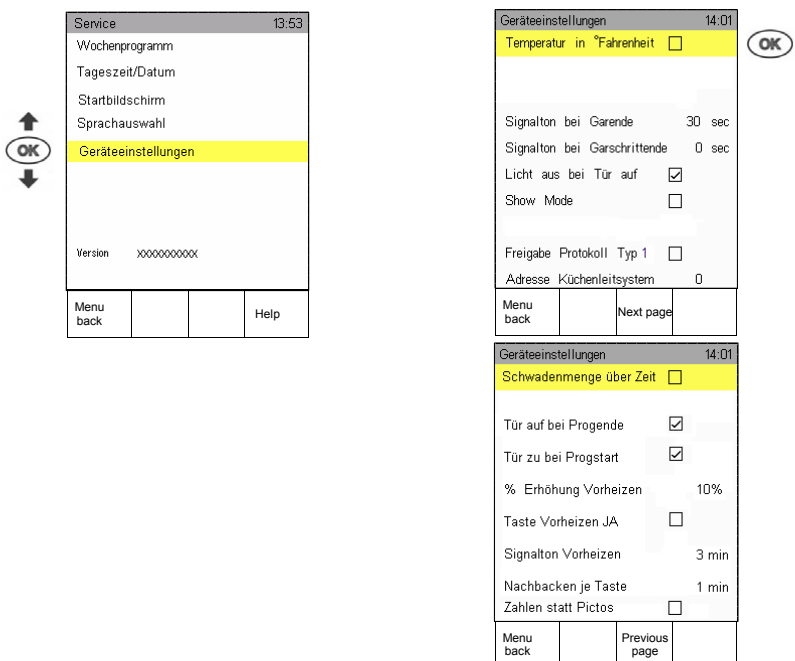 Service 13:53
Wochenprogramm
Tageszeit/Datum
Startbildschirm
Sprachauswahl
OK
Geräteeinstellungen
Version xxxxxxxxxx
Menu back
Help
Geräteeinstellungen 14:01
Temperatur in °Fahrenheit
OK
Signalton bei Garende 30 sec
Signalton bei Garschrittende 0 sec
Licht aus bei Tür auf
Show Mode
Freigabe Protokoll Typ 1
Adresse Küchenleitsystem 0
Menu back
Next page
Geräteeinstellungen 14:01
Schwadenmenge über Zeit
Tür auf bei Progende
Tür zu bei Progstart
% Erhöhung Vorheizen 10%
Taste Vorheizen JA
Signalton Vorheizen 3 min
Nachbacken je Taste 1 min
Zahlen statt Pictos
Menu back
Previous page